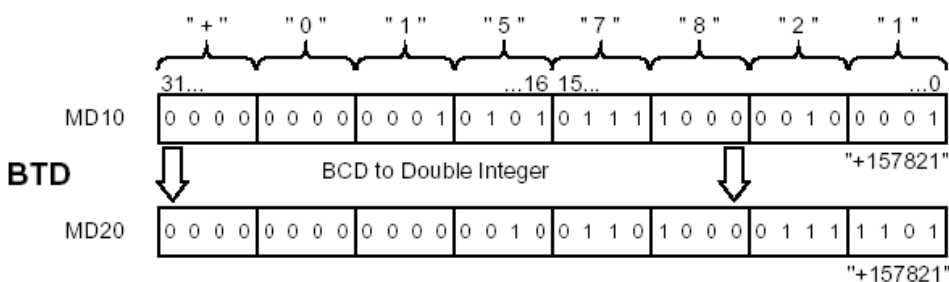 "+" "0" "1" "5" "7" "8" "2" "1"
31... ...16 15... ...0
MD10 0 0 0 0 0 0 0 0 0 0 0 1 0 1 0 1 0 1 1 1 1 0 0 0 0 0 1 0 0 0 0 1
"+157821"
BTD BCD to Double Integer
MD20 0 0 0 0 0 0 0 0 0 0 0 0 0 0 1 0 0 1 1 0 1 0 0 0 0 1 1 1 1 1 0 1
"+157821"